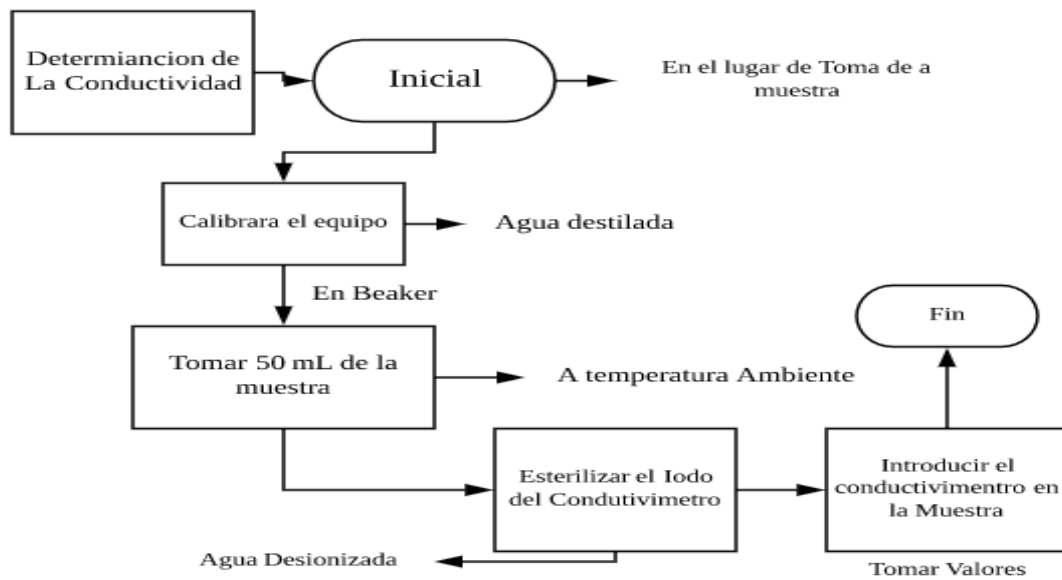 Determiancion de
La Conductividad
Inicial
En el lugar de Toma de a
muestra
Calibrara el equipo
Agua destilada
En Beaker
Tomar 50 mL de la
muestra
A temperatura Ambiente
Esterilizar el Iodo
del Condutivimetro
Agua Desionizada
Introducir el
conductivimentro en
la Muestra
Tomar Valores
Fin